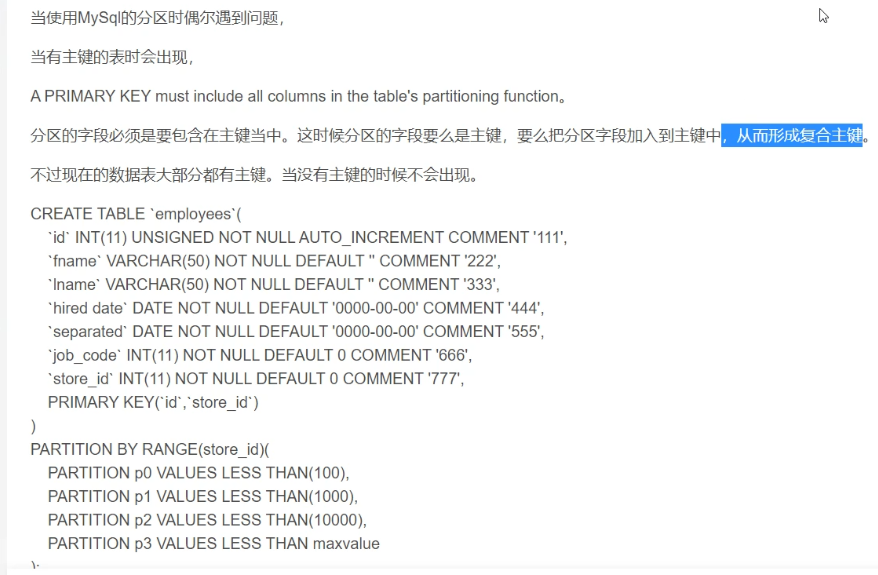 当使用MySql的分区时偶尔遇到问题，
当有主键的表时会出现，
A PRIMARY KEY must include all columns in the table's partitioning function。
分区的字段必须是要包含在主键当中。这时候分区的字段要么是主键，要么把分区字段加入到主键中，从而形成复合主键。
不过现在的数据表大部分都有主键。当没有主键的时候不会出现。
CREATE TABLE `employees`(
`id` INT(11) UNSIGNED NOT NULL AUTO_INCREMENT COMMENT '111',
`fname` VARCHAR(50) NOT NULL DEFAULT '' COMMENT '222',
`lname` VARCHAR(50) NOT NULL DEFAULT '' COMMENT '333',
`hired date` DATE NOT NULL DEFAULT '0000-00-00' COMMENT '444',
`separated` DATE NOT NULL DEFAULT '0000-00-00' COMMENT '555',
`job_code` INT(11) NOT NULL DEFAULT 0 COMMENT '666',
`store_id` INT(11) NOT NULL DEFAULT 0 COMMENT '777',
PRIMARY KEY(`id`,`store_id`)
)
PARTITION BY RANGE(store_id)(
PARTITION p0 VALUES LESS THAN(100),
PARTITION p1 VALUES LESS THAN(1000),
PARTITION p2 VALUES LESS THAN(10000),
PARTITION p3 VALUES LESS THAN maxvalue
);